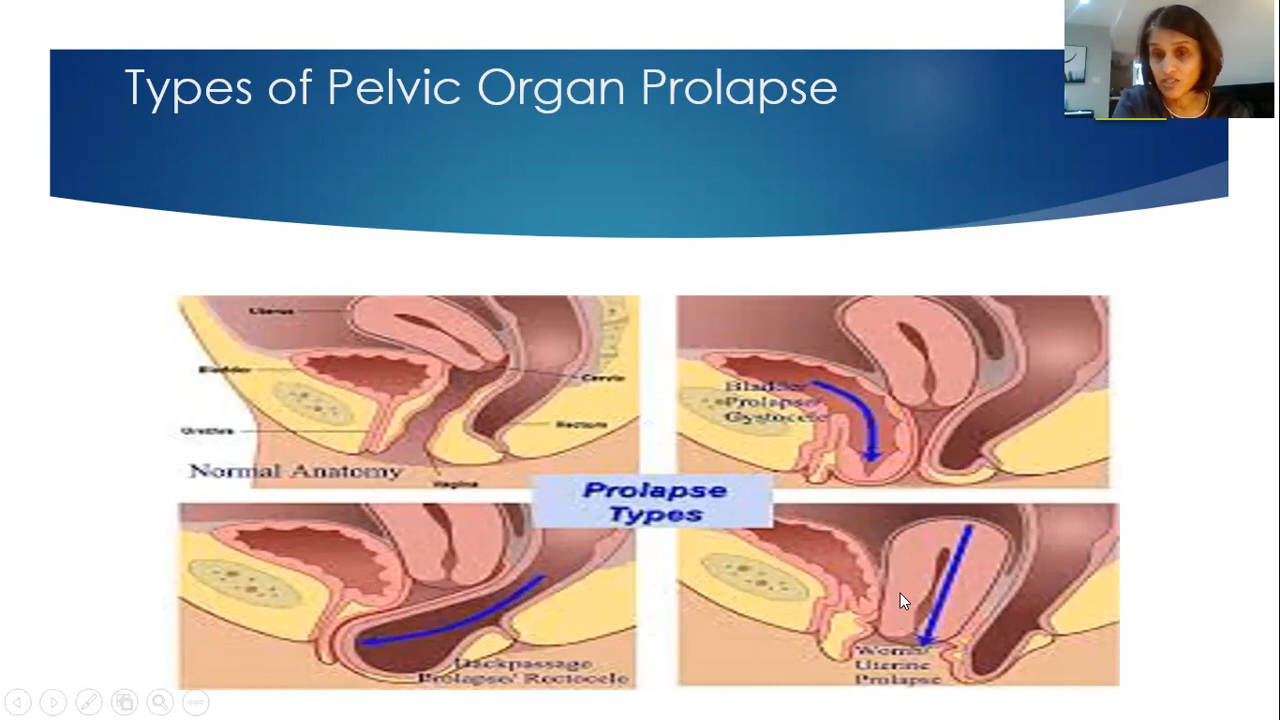 Types of Pelvic Organ Prolapse
Uterus
Bladder
Cervix
Urethra
Rectum
Normal Anatomy
Vagina
Bladder
Prolapse/
Cystocele
Prolapse
Types
Backpassage
Prolapse/ Rectocele
Womb/
Uterine
Prolapse